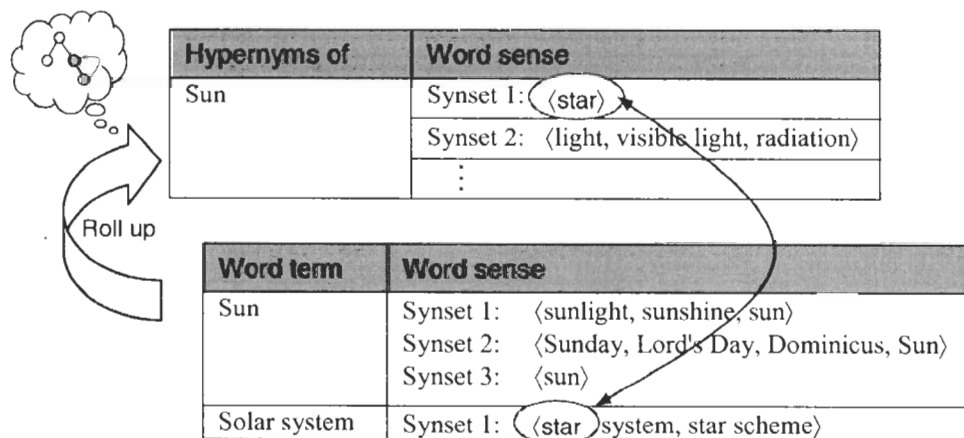 Hypernyms of Word sense
Sun Synset 1: ⟨star⟩
Synset 2: ⟨light, visible light, radiation⟩
⋮
Roll up
Word term Word sense
Sun Synset 1: ⟨sunlight, sunshine, sun⟩
Synset 2: ⟨Sunday, Lord's Day, Dominicus, Sun⟩
Synset 3: ⟨sun⟩
Solar system Synset 1: ⟨star system, star scheme⟩